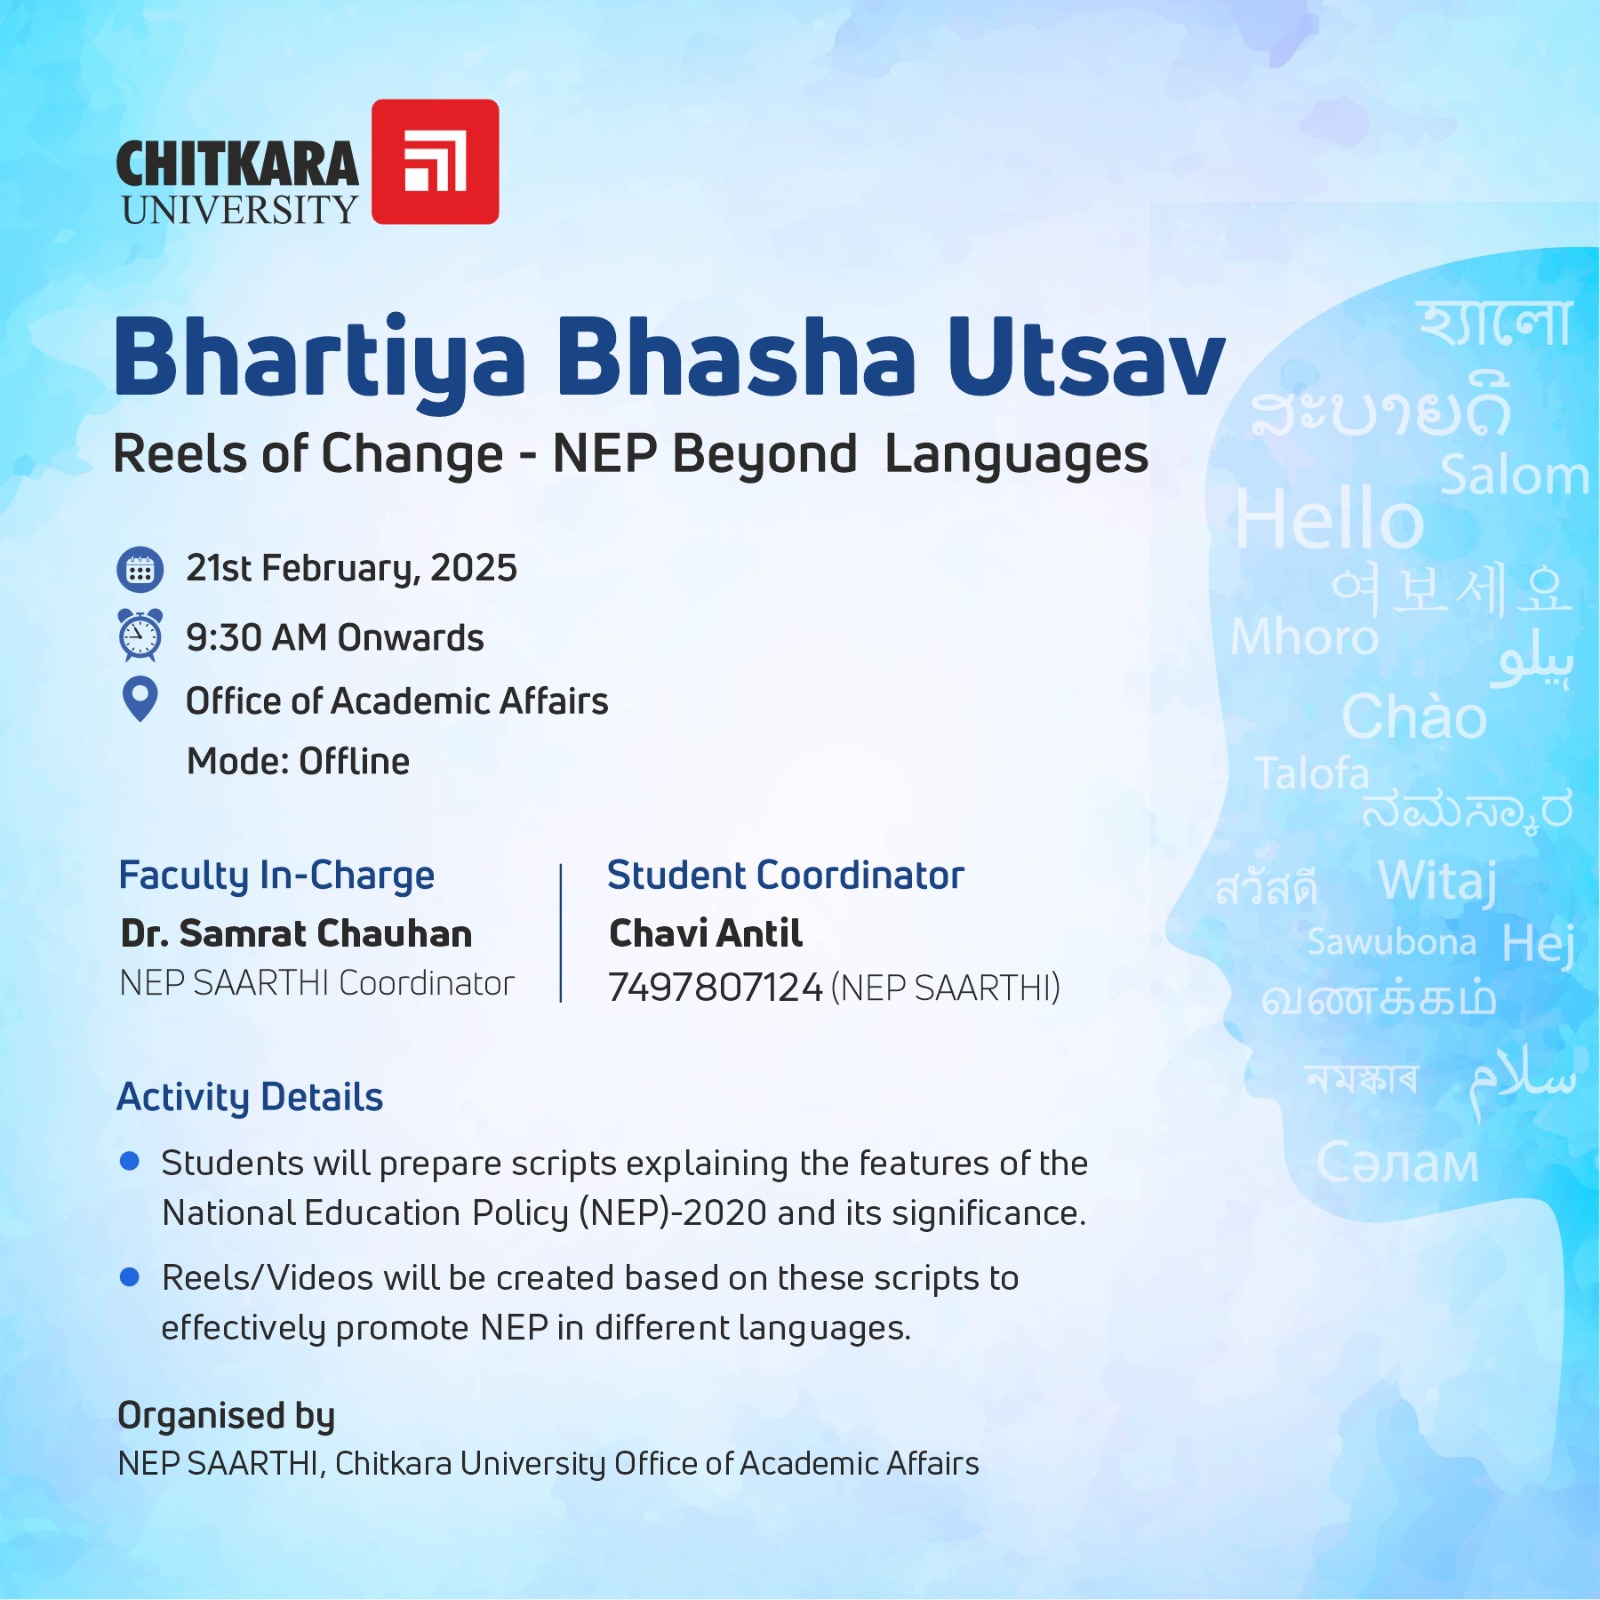 CHITKARA
UNIVERSITY
Bhartiya Bhasha Utsav
Reels of Change - NEP Beyond Languages
21st February, 2025
9:30 AM Onwards
Office of Academic Affairs
Mode: Offline
Faculty In-Charge
Dr. Samrat Chauhan
NEP SAARTHI Coordinator
Student Coordinator
Chavi Antil
7497807124 (NEP SAARTHI)
Activity Details
Students will prepare scripts explaining the features of the
National Education Policy (NEP)-2020 and its significance.
Reels/Videos will be created based on these scripts to
effectively promote NEP in different languages.
Organised by
NEP SAARTHI, Chitkara University Office of Academic Affairs
হ্যালো
ສະບາຍດີ
Salom
Hello
여보세요
Mhoro
ہیلو
Chào
Talofa
ನಮಸ್ಕಾರ
สวัสดี
Witaj
Sawubona
Hej
வணக்கம்
নমস্কাৰ
سلام
Сәлам